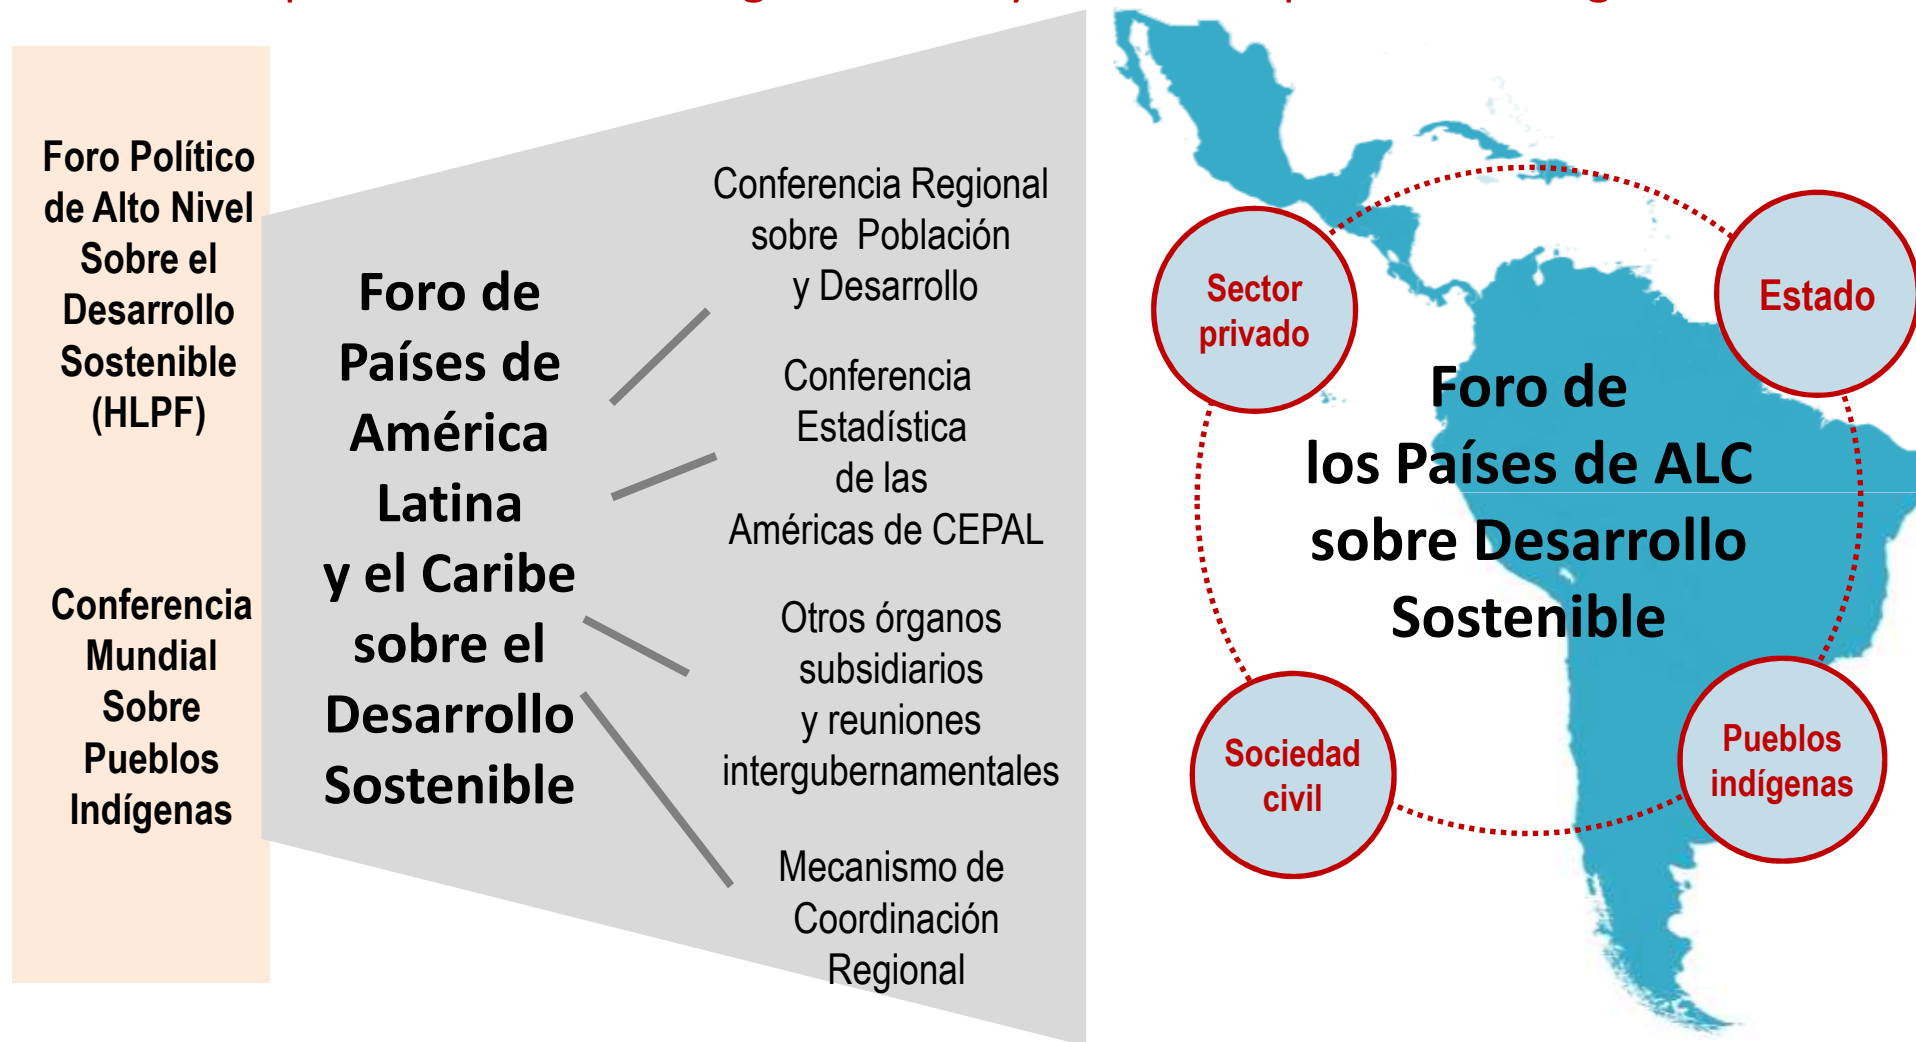 Foro Político
de Alto Nivel
Sobre el
Desarrollo
Sostenible
(HLPF)
Conferencia
Mundial
Sobre
Pueblos
Indígenas
Foro de
Países de
América
Latina
y el Caribe
sobre el
Desarrollo
Sostenible
Conferencia Regional
sobre Población
y Desarrollo
Conferencia
Estadística
de las
Américas de CEPAL
Otros órganos
subsidiarios
y reuniones
intergubernamentales
Mecanismo de
Coordinación
Regional
Sector
privado
Estado
Foro de
los Países de ALC
sobre Desarrollo
Sostenible
Sociedad
civil
Pueblos
indígenas